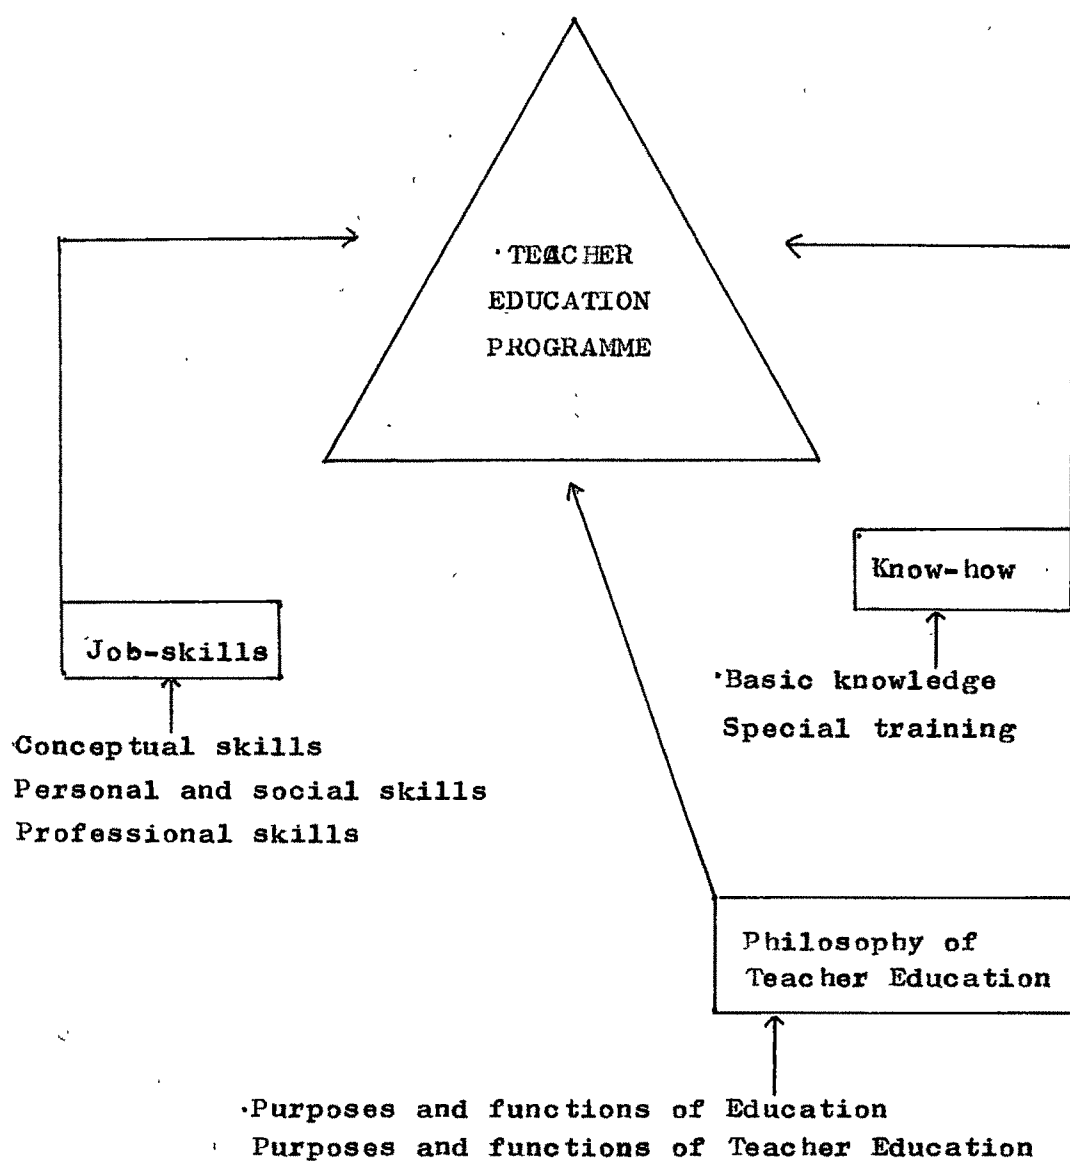 TEACHER
EDUCATION
PROGRAMME
Know-how
Job-skills
Basic knowledge
Special training
Conceptual skills
Personal and social skills
Professional skills
Philosophy of
Teacher Education
Purposes and functions of Education
Purposes and functions of Teacher Education